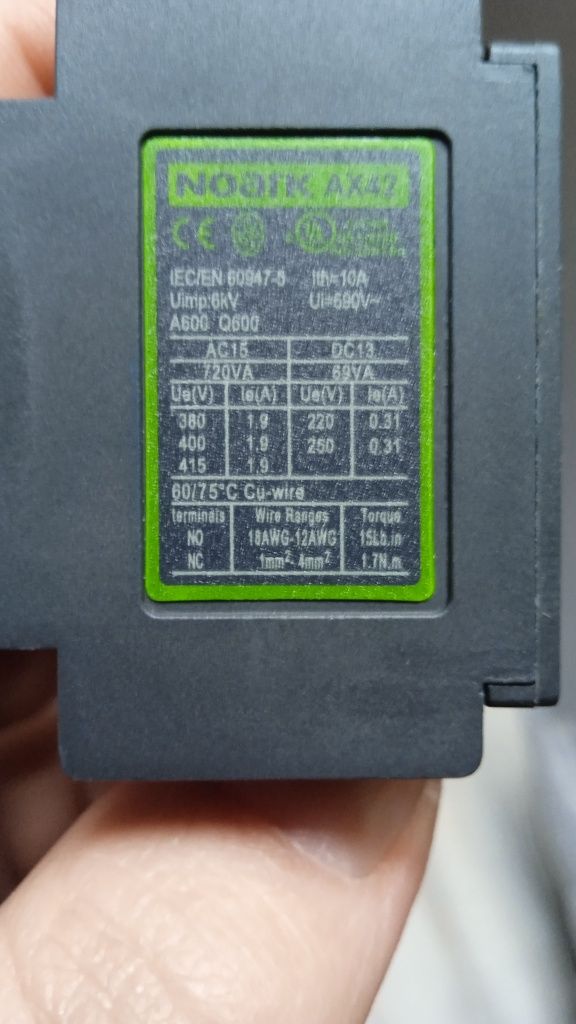 NOark AX42
CE UL
IEC/EN 60947-5 Ith=10A
Uimp:6kV Ui=690V~
A600 Q600
AC15 DC13
720VA 69VA
Ue(V) Ie(A) Ue(V) Ie(A)
380 1.9 220 0.31
400 1.9 250 0.31
415 1.9
60/75°C Cu-wire
terminals Wire Ranges Torque
NO 18AWG-12AWG 15Lb.in
NC 1mm²-4mm² 1.7N.m